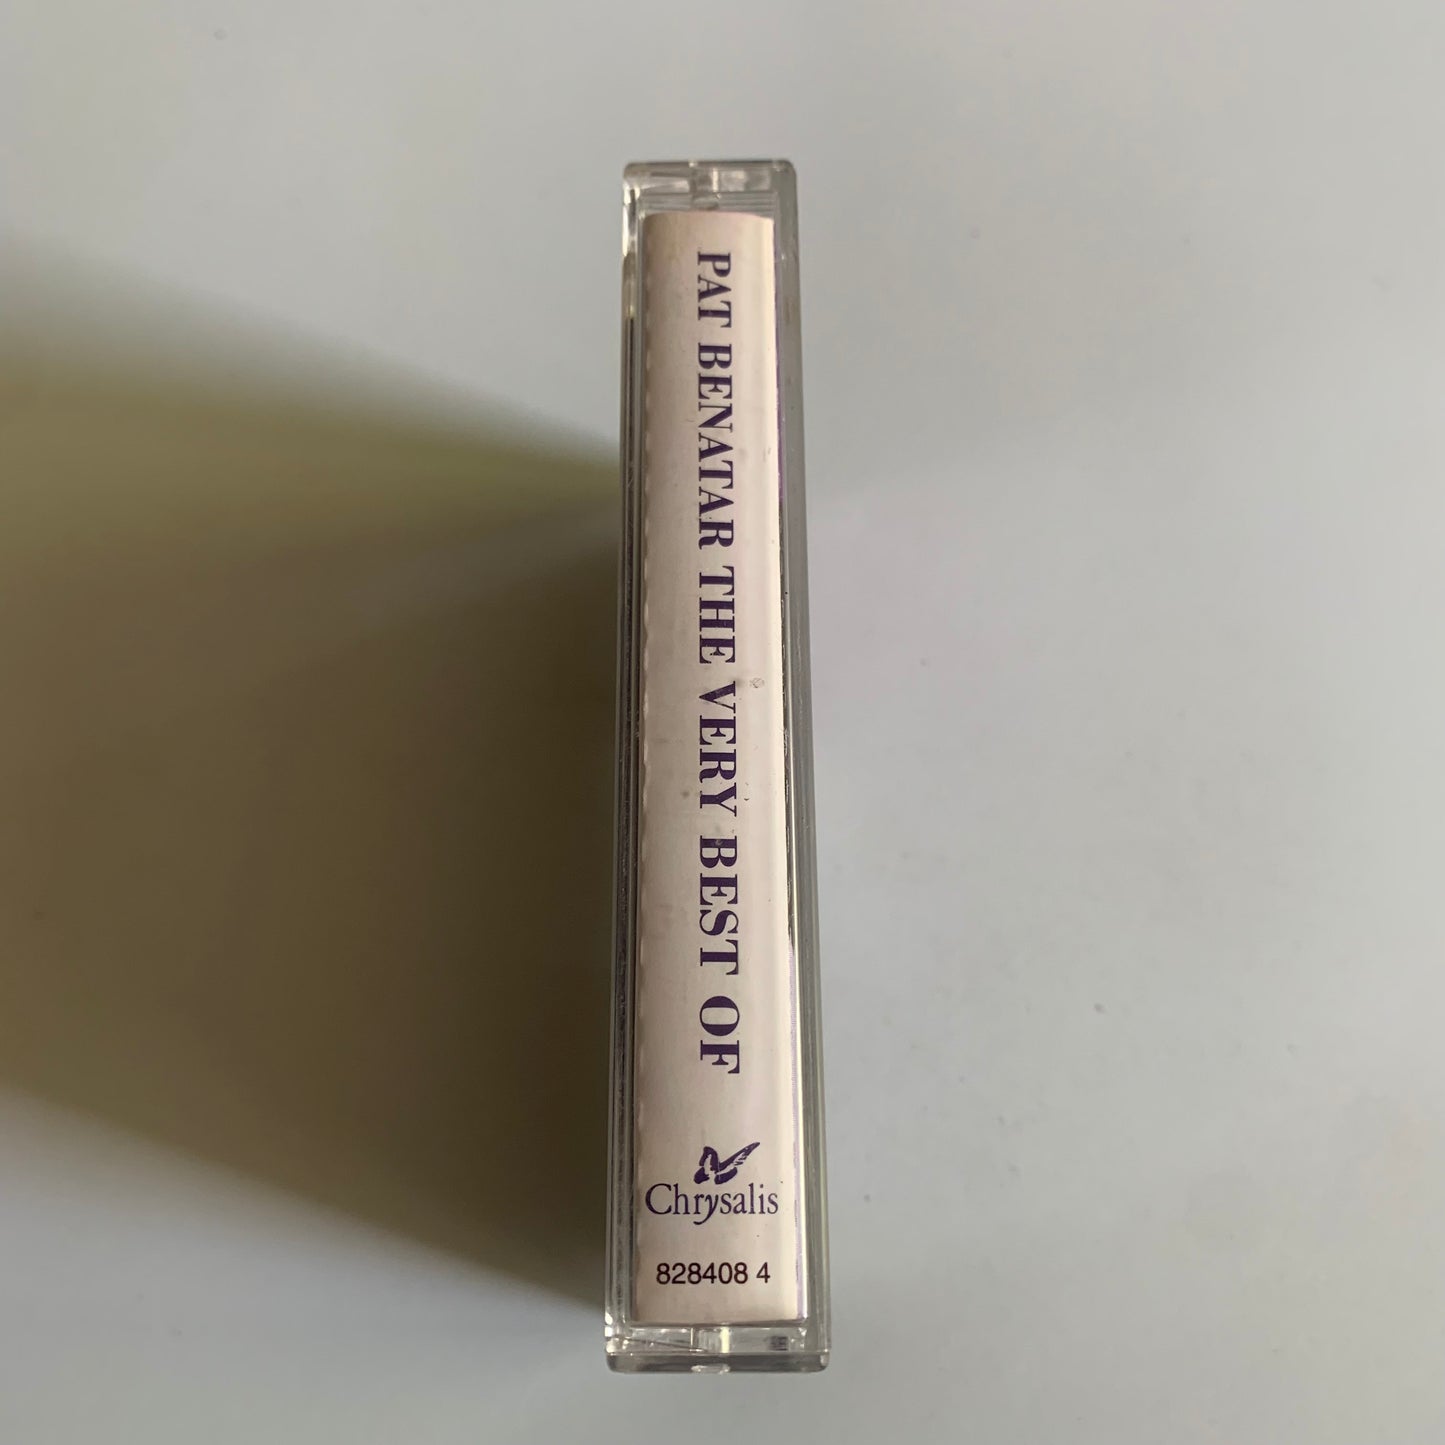 PAT BENATAR THE VERY BEST OF
Chrysalis
828408 4